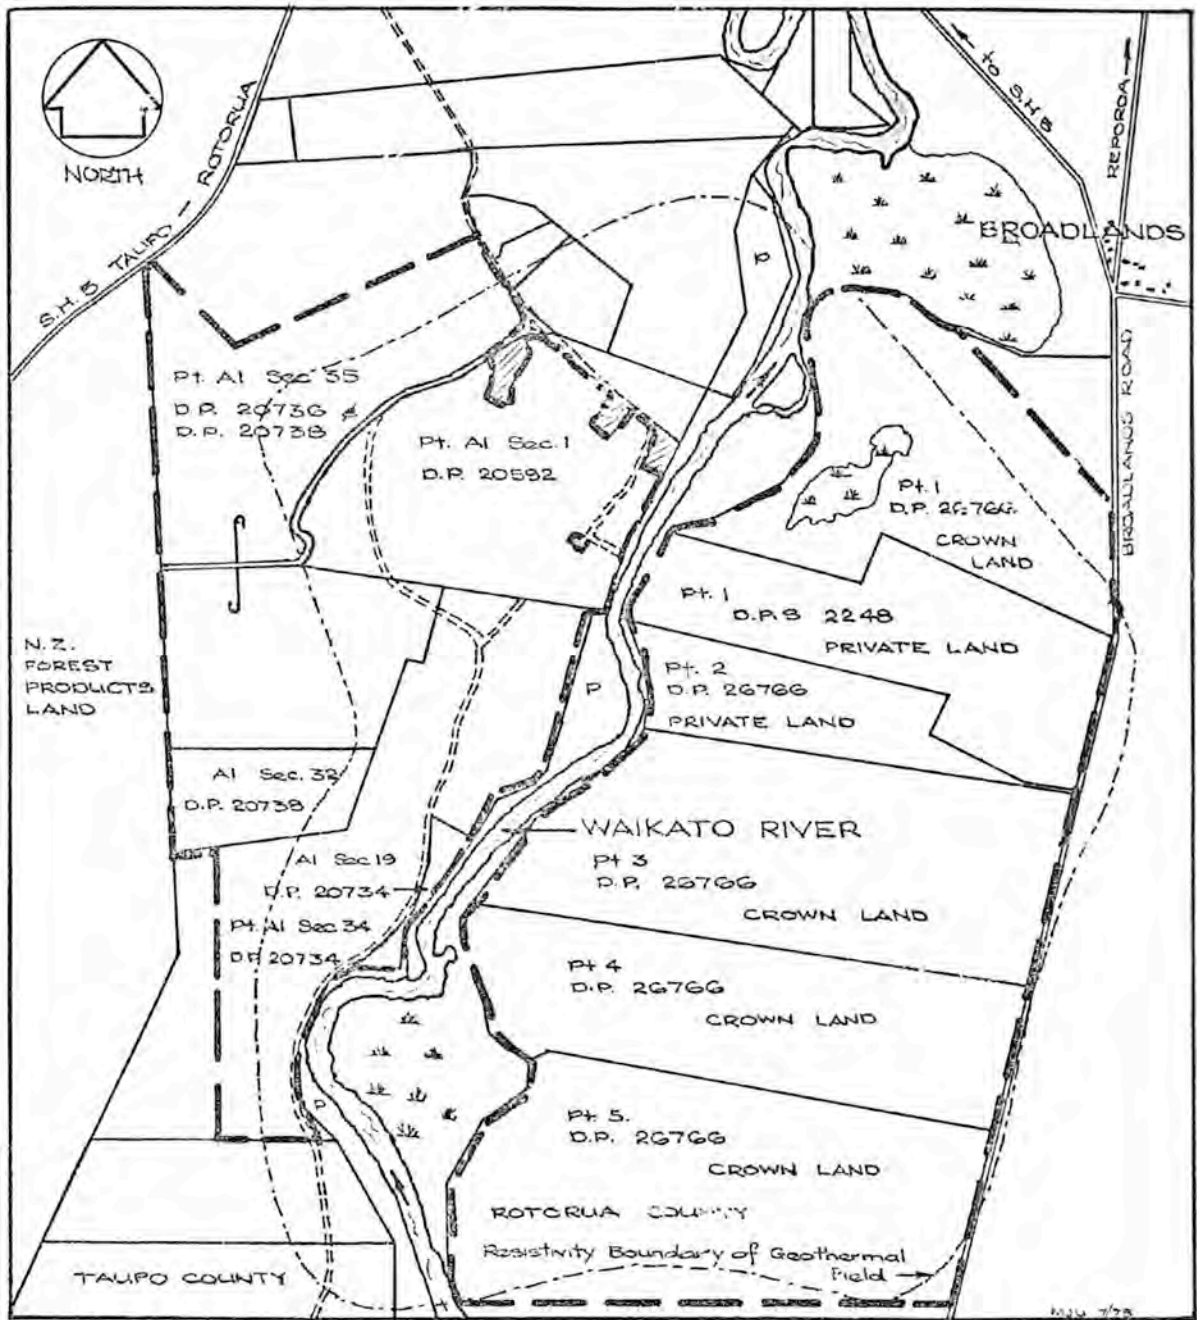 NORTH
S.H. 5 TAUPO — ROTORUA
to S.H.5
REPOROA
BROADLANDS
BROADLANDS ROAD
Pt. A1 Sec 35
D.P. 20736 &
D.P. 20738
Pt. A1 Sec. 1
D.P. 20592
P
Pt. 1
D.P. 26766
CROWN
LAND
Pt. 1
D.P.S 2248
PRIVATE LAND
N.Z.
FOREST
PRODUCTS
LAND
Pt. 2
D.P. 26766
PRIVATE LAND
P
A1 Sec. 32
D.P. 20738
WAIKATO RIVER
Pt 3
D.P. 26766
CROWN LAND
A1 Sec 19
D.P. 20734
Pt. A1 Sec 34
D.P. 20734
Pt 4
D.P. 26766
CROWN LAND
P
Pt. 5.
D.P. 26766
CROWN LAND
ROTORUA COUNTY
Resistivity Boundary of Geothermal
Field
TAUPO COUNTY